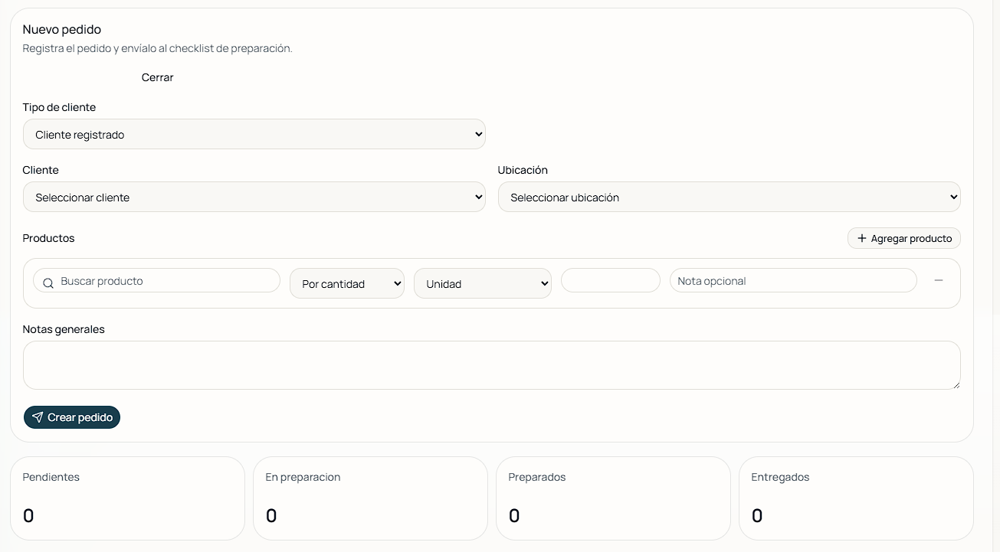 Nuevo pedido
Registra el pedido y envíalo al checklist de preparación.
Cerrar
Tipo de cliente
Cliente registrado
Cliente
Ubicación
Seleccionar cliente
Seleccionar ubicación
Productos
+ Agregar producto
Buscar producto
Por cantidad
Unidad
Nota opcional
Notas generales
Crear pedido
Pendientes
En preparacion
Preparados
Entregados
0
0
0
0